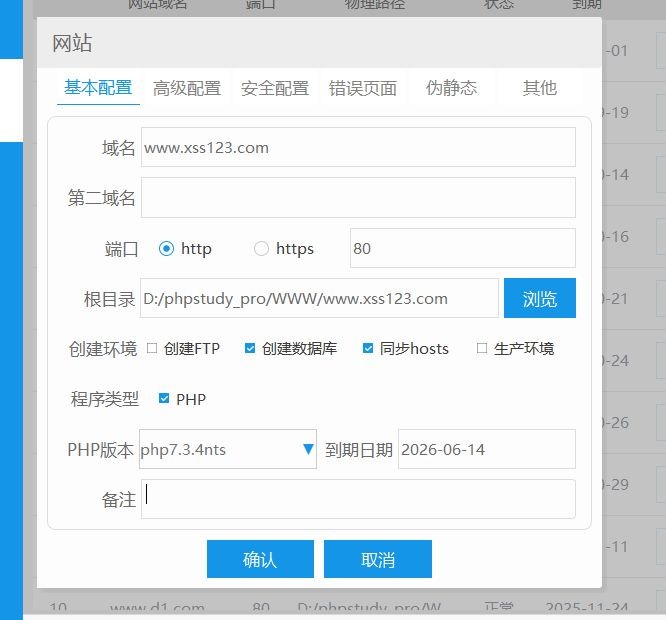 网站域名 端口 物理路径 状态 到期
网站
基本配置 高级配置 安全配置 错误页面 伪静态 其他
域名 www.xss123.com
第二域名
端口 http https 80
根目录 D:/phpstudy_pro/WWW/www.xss123.com 浏览
创建环境 创建FTP 创建数据库 同步hosts 生产环境
程序类型 PHP
PHP版本 php7.3.4nts 到期日期 2026-06-14
备注
确认 取消
-01
-19
-14
-16
-21
-24
-26
-29
-11
10 www.d1.com 80 D:/phpstudy_pro/W 正常 2025-11-24